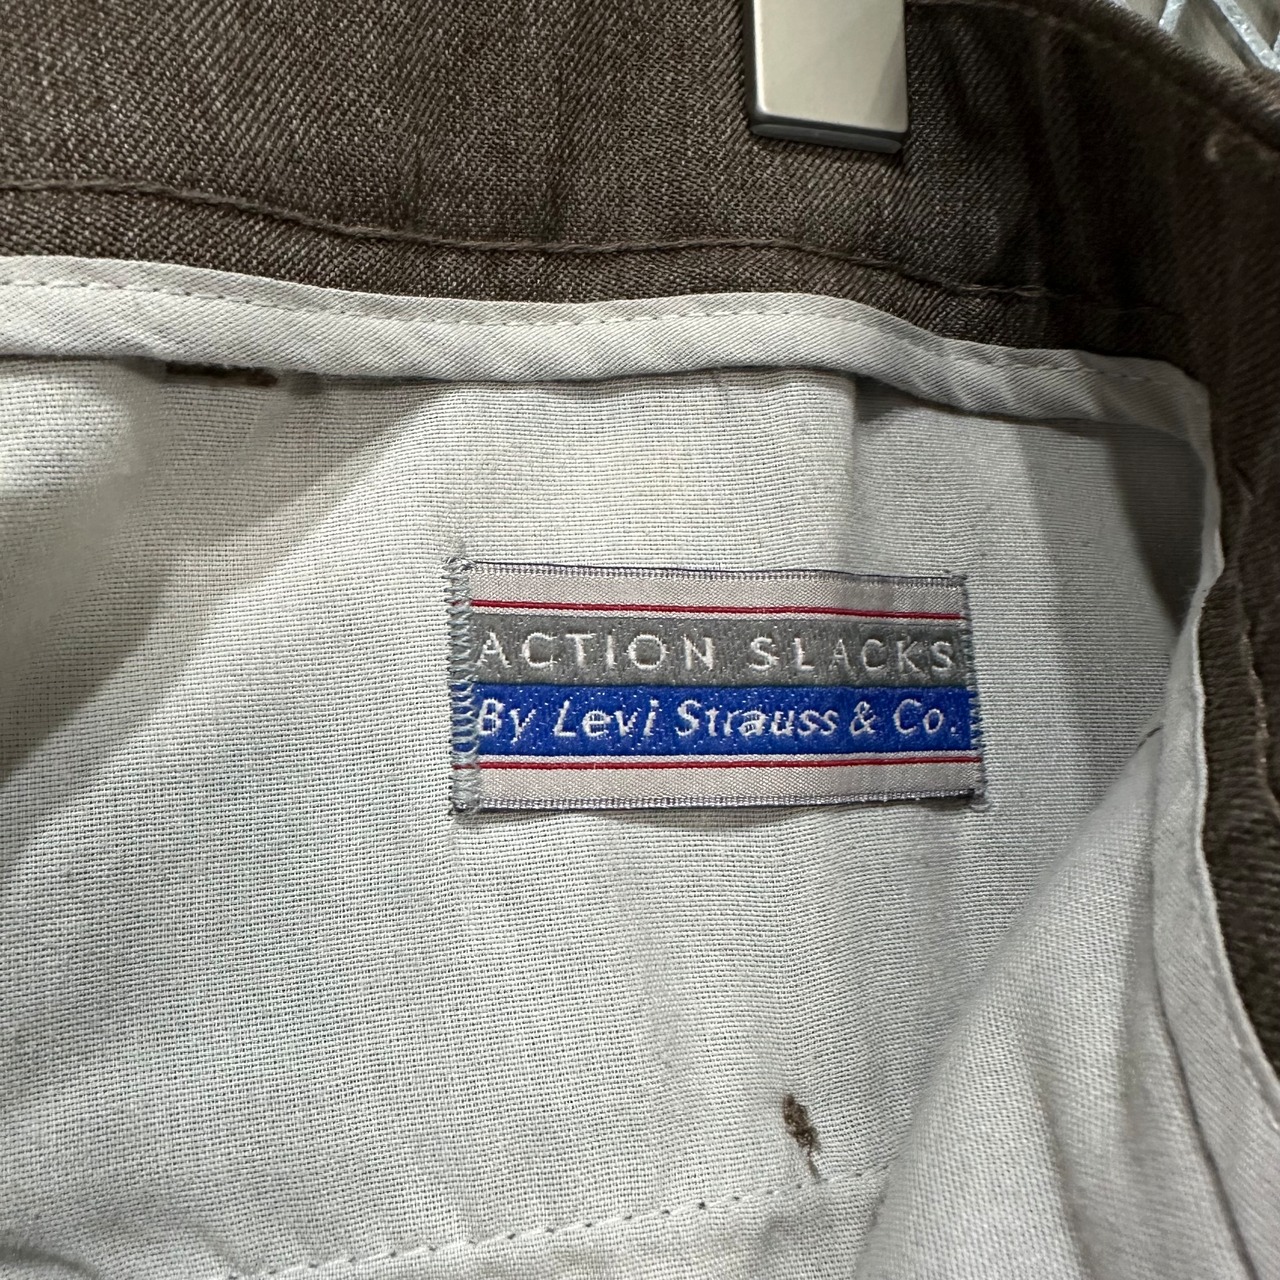 ACTION SLACKS
By Levi Strauss & Co.